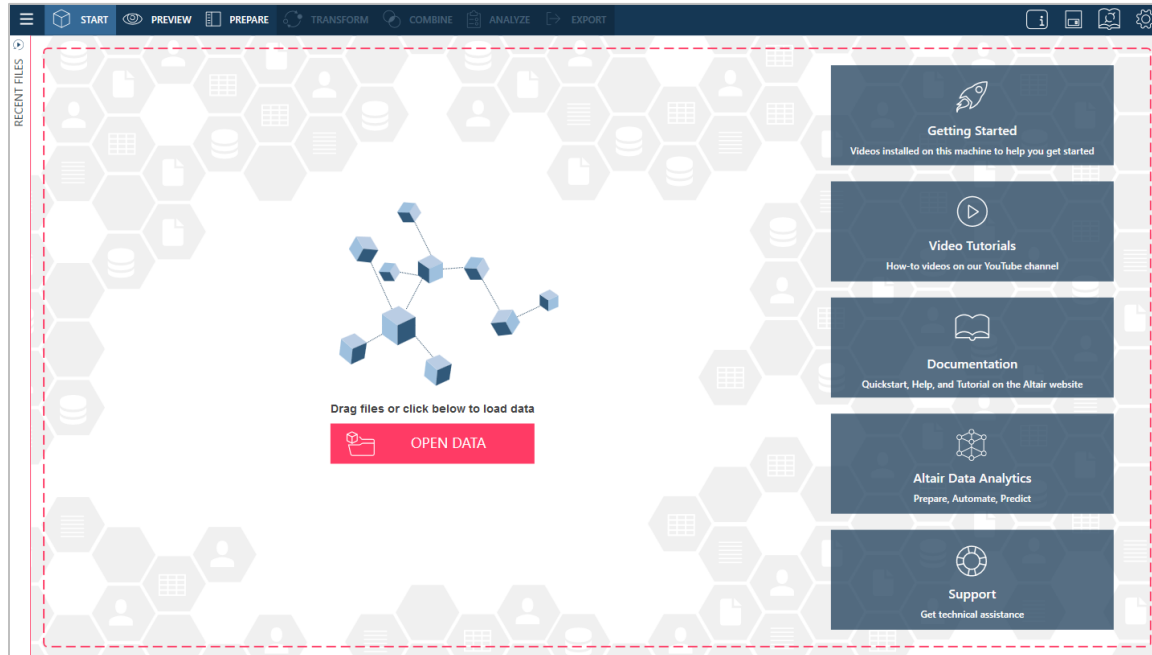 START PREVIEW PREPARE TRANSFORM COMBINE ANALYZE EXPORT
RECENT FILES
Drag files or click below to load data
OPEN DATA
Getting Started
Videos installed on this machine to help you get started
Video Tutorials
How-to videos on our YouTube channel
Documentation
Quickstart, Help, and Tutorial on the Altair website
Altair Data Analytics
Prepare, Automate, Predict
Support
Get technical assistance